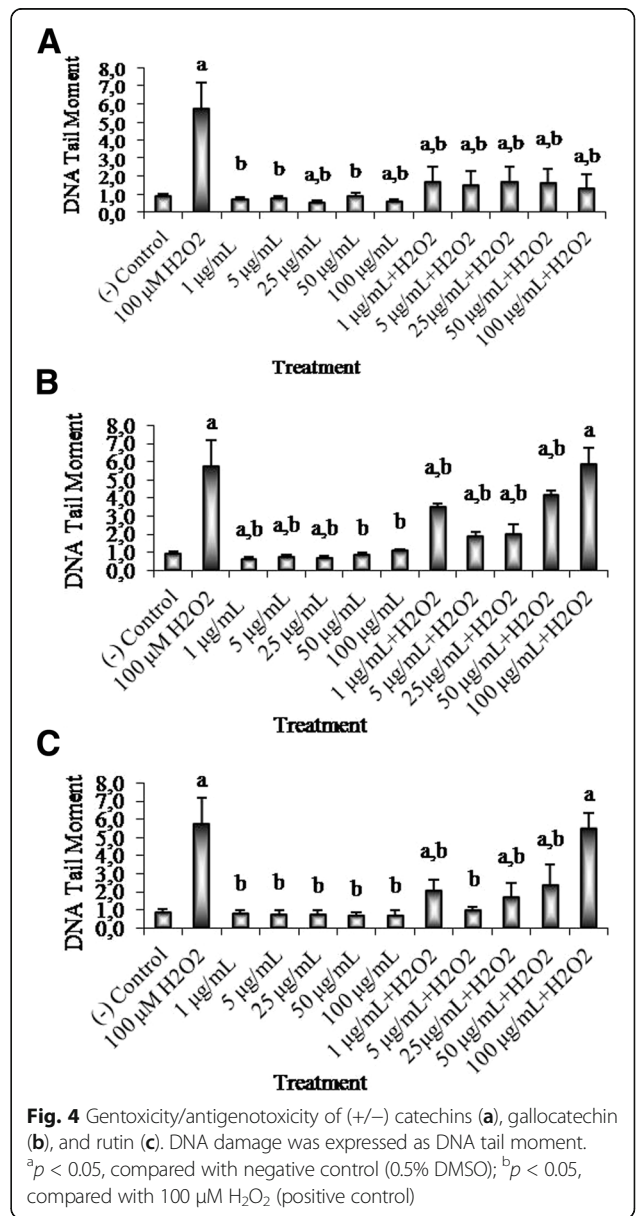 A
DNA Tail Moment
8,0
7,0
6,0
5,0
4,0
3,0
2,0
1,0
0,0
a
b
b
a,b
b
a,b
a,b
a,b
a,b
a,b
a,b
(-) Control
100 µM H2O2
1 µg/mL
5 µg/mL
25 µg/mL
50 µg/mL
100 µg/mL
1 µg/mL+H2O2
5 µg/mL+H2O2
25µg/mL+H2O2
50 µg/mL+H2O2
100 µg/mL+H2O2
Treatment
B
DNA Tail Moment
8,0
7,0
6,0
5,0
4,0
3,0
2,0
1,0
0,0
a
a,b
a,b
a,b
b
b
a,b
a,b
a,b
a,b
a
(-) Control
100 µM H2O2
1 µg/mL
5 µg/mL
25 µg/mL
50 µg/mL
100 µg/mL
1 µg/mL+H2O2
5 µg/mL+H2O2
25µg/mL+H2O2
50 µg/mL+H2O2
100 µg/mL+H2O2
Treatment
C
DNA Tail Moment
8,0
7,0
6,0
5,0
4,0
3,0
2,0
1,0
0,0
a
b
b
b
b
b
a,b
b
a,b
a,b
a
(-) Control
100 µM H2O2
1 µg/mL
5 µg/mL
25 µg/mL
50 µg/mL
100 µg/mL
1 µg/mL+H2O2
5 µg/mL+H2O2
25µg/mL+H2O2
50 µg/mL+H2O2
100 µg/mL+H2O2
Treatment
Fig. 4 Gentoxicity/antigenotoxicity of (+/−) catechins (a), gallocatechin
(b), and rutin (c). DNA damage was expressed as DNA tail moment.
ᵃp < 0.05, compared with negative control (0.5% DMSO); ᵇp < 0.05,
compared with 100 µM H₂O₂ (positive control)